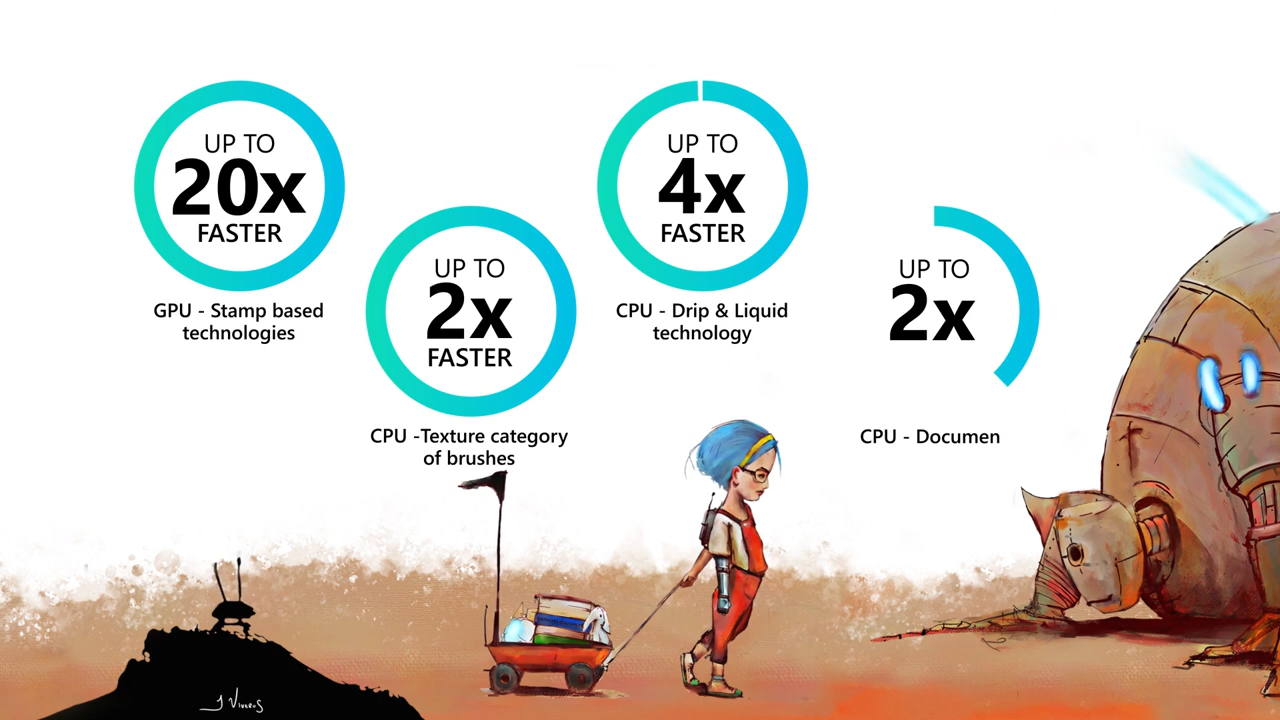 UP TO
20x
FASTER
GPU - Stamp based
technologies
UP TO
2x
FASTER
CPU -Texture category
of brushes
UP TO
4x
FASTER
CPU - Drip & Liquid
technology
UP TO
2x
CPU - Documen